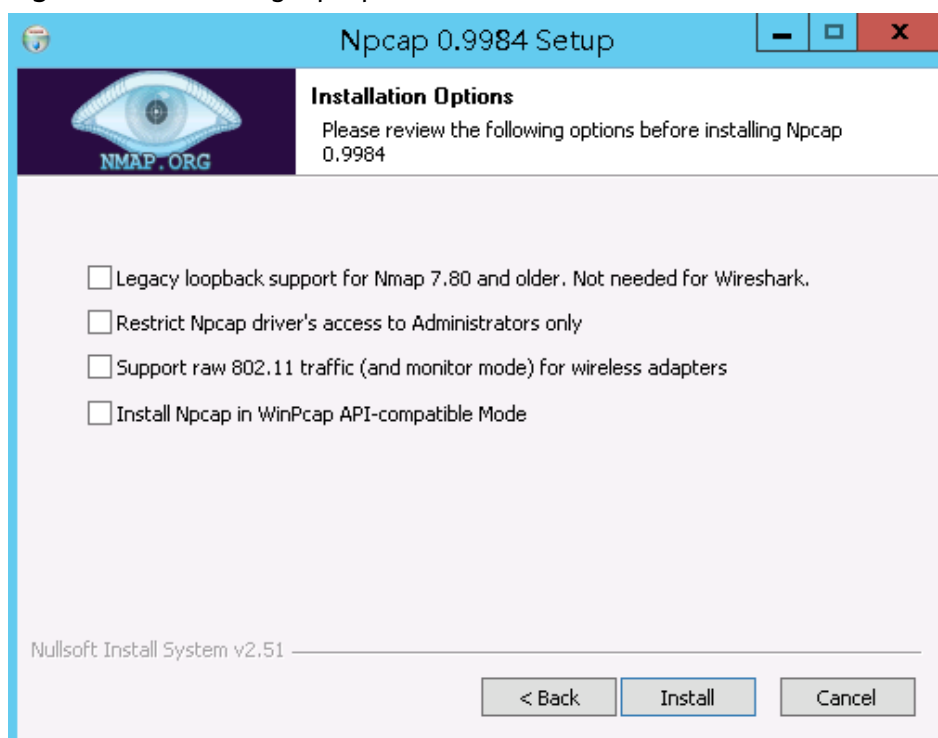 Npcap 0.9984 Setup
NMAP.ORG
Installation Options
Please review the following options before installing Npcap
0.9984
Legacy loopback support for Nmap 7.80 and older. Not needed for Wireshark.
Restrict Npcap driver's access to Administrators only
Support raw 802.11 traffic (and monitor mode) for wireless adapters
Install Npcap in WinPcap API-compatible Mode
Nullsoft Install System v2.51
< Back
Install
Cancel